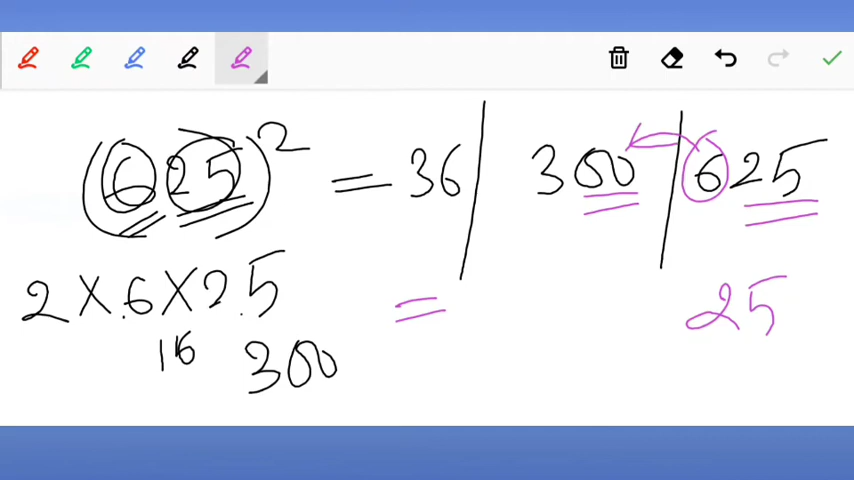 (625)² = 36 | 300 | 625
2 × 6 × 25
= 25
16 300